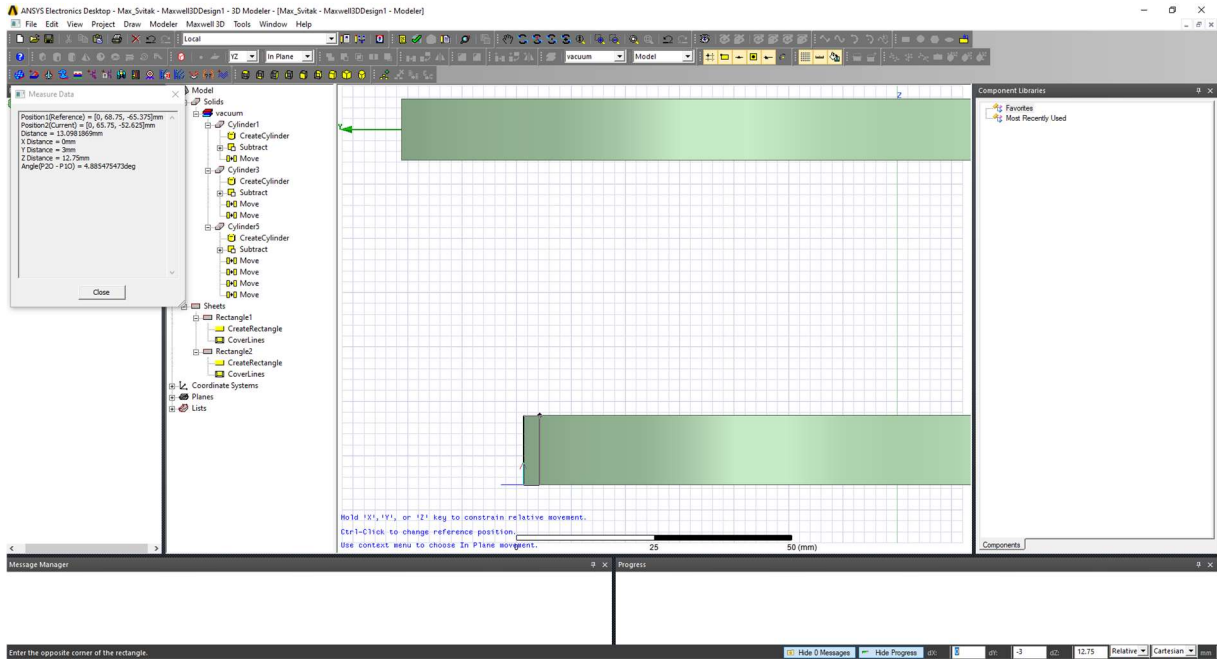 ANSYS Electronics Desktop - Max_Svitak - Maxwell3DDesign1 - 3D Modeler - [Max_Svitak - Maxwell3DDesign1 - Modeler]
File Edit View Project Draw Modeler Maxwell 3D Tools Window Help
Local
YZ In Plane vacuum Model
Measure Data
Position1(Reference) = [0, 68.75, -65.375]mm
Position2(Current) = [0, 65.75, -52.625]mm
Distance = 13.0981869mm
X Distance = 0mm
Y Distance = 3mm
Z Distance = 12.75mm
Angle(P2O - P1O) = 4.885475473deg
Close
Model
Solids
vacuum
Cylinder1
CreateCylinder
Subtract
Move
Cylinder3
CreateCylinder
Subtract
Move
Move
Cylinder5
CreateCylinder
Subtract
Move
Move
Move
Move
Sheets
Rectangle1
CreateRectangle
CoverLines
Rectangle2
CreateRectangle
CoverLines
Coordinate Systems
Planes
Lists
Z
Y
Hold 'X','Y', or 'Z' key to constrain relative movement.
Ctrl-Click to change reference position.
Use context menu to choose In Plane movement.
0 25 50 (mm)
Component Libraries
Favorites
Most Recently Used
Components
Message Manager
Progress
Enter the opposite corner of the rectangle.
Hide 0 Messages Hide Progress dX: 0 dY: -3 dZ: 12.75 Relative Cartesian mm